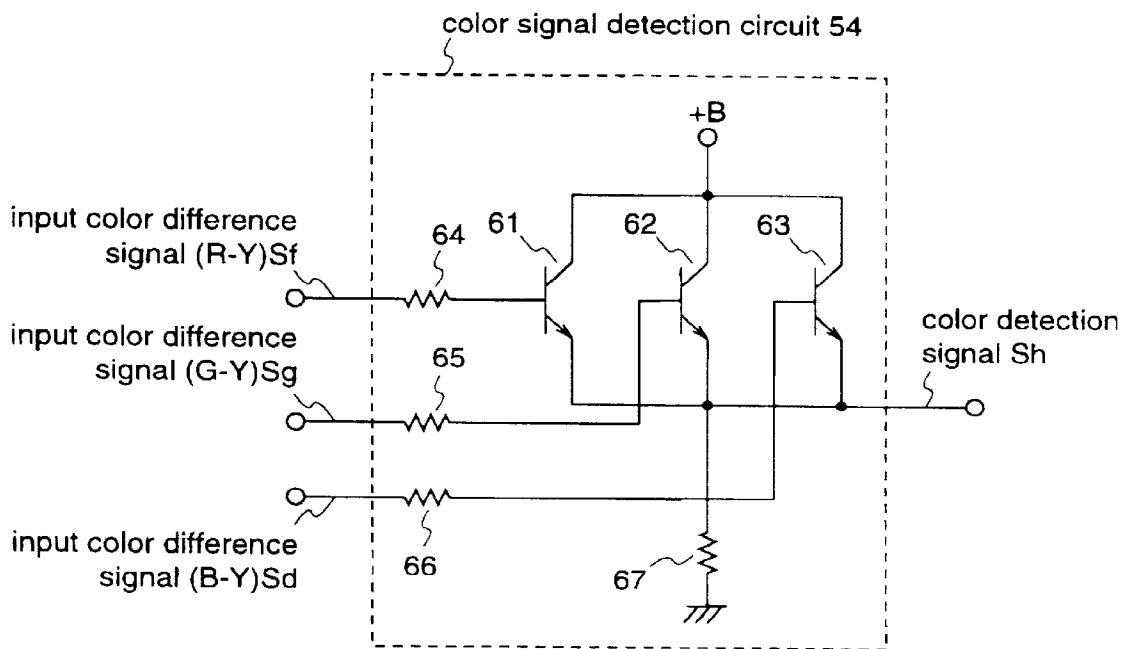 color signal detection circuit 54
+B
input color difference
signal (R-Y)Sf
64
61
62
63
input color difference
signal (G-Y)Sg
65
color detection
signal Sh
input color difference
signal (B-Y)Sd
66
67